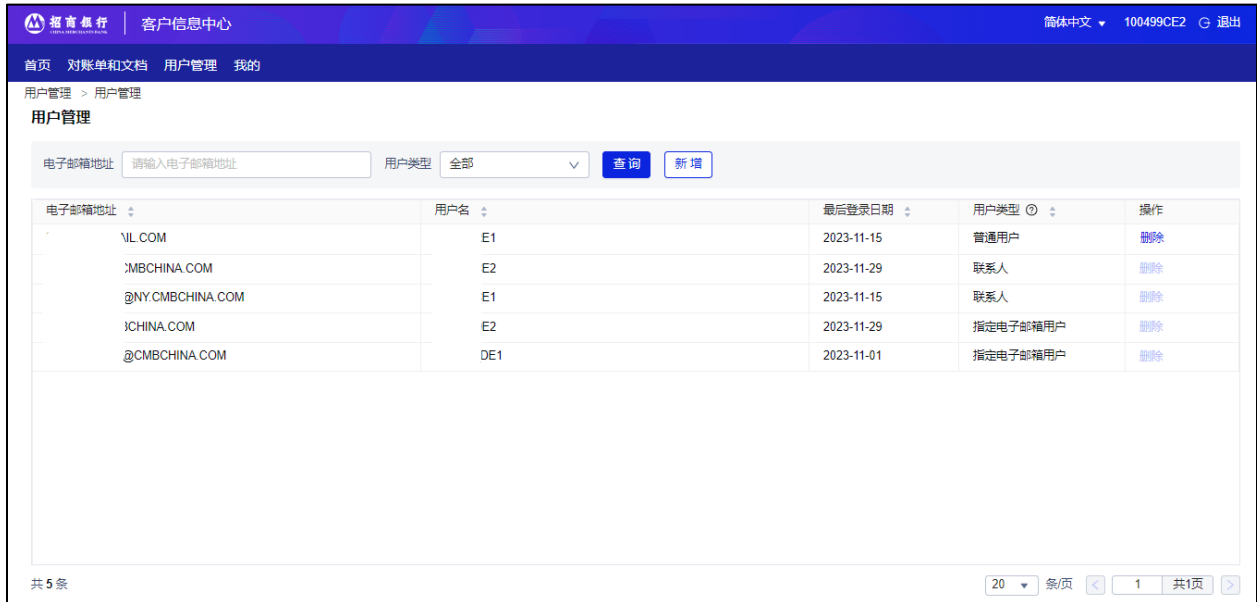 招商银行 客户信息中心 简体中文 100499CE2 退出
CHINA MERCHANTS BANK
首页 对账单和文档 用户管理 我的
用户管理 > 用户管理
用户管理
电子邮箱地址 请输入电子邮箱地址 用户类型 全部 查询 新增
电子邮箱地址 用户名 最后登录日期 用户类型 操作
IL.COM E1 2023-11-15 普通用户 删除
CMBCHINA.COM E2 2023-11-29 联系人 删除
@NY.CMBCHINA.COM E1 2023-11-15 联系人 删除
CHINA.COM E2 2023-11-29 指定电子邮箱用户 删除
@CMBCHINA.COM DE1 2023-11-01 指定电子邮箱用户 删除
共 5 条 20 条/页 < 1 共1页 >